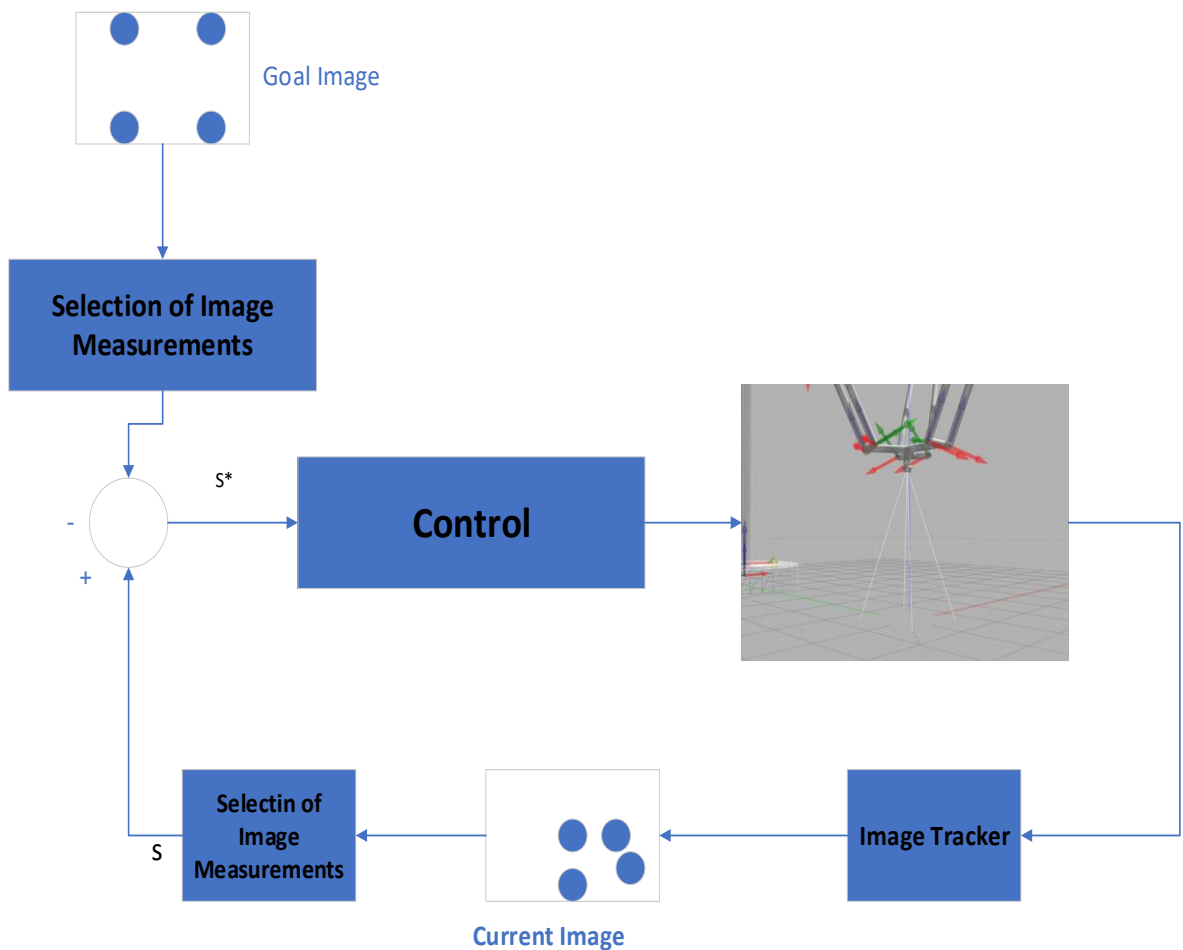 Goal Image
Selection of Image
Measurements
S*
Control
-
+
Selectin of
Image
Measurements
S
Image Tracker
Current Image